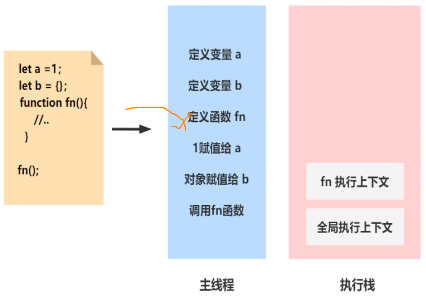 let a =1;
let b = {};
function fn(){
//..
}
fn();
定义变量 a
定义变量 b
定义函数 fn
1赋值给 a
对象赋值给 b
调用fn函数
主线程
fn 执行上下文
全局执行上下文
执行栈